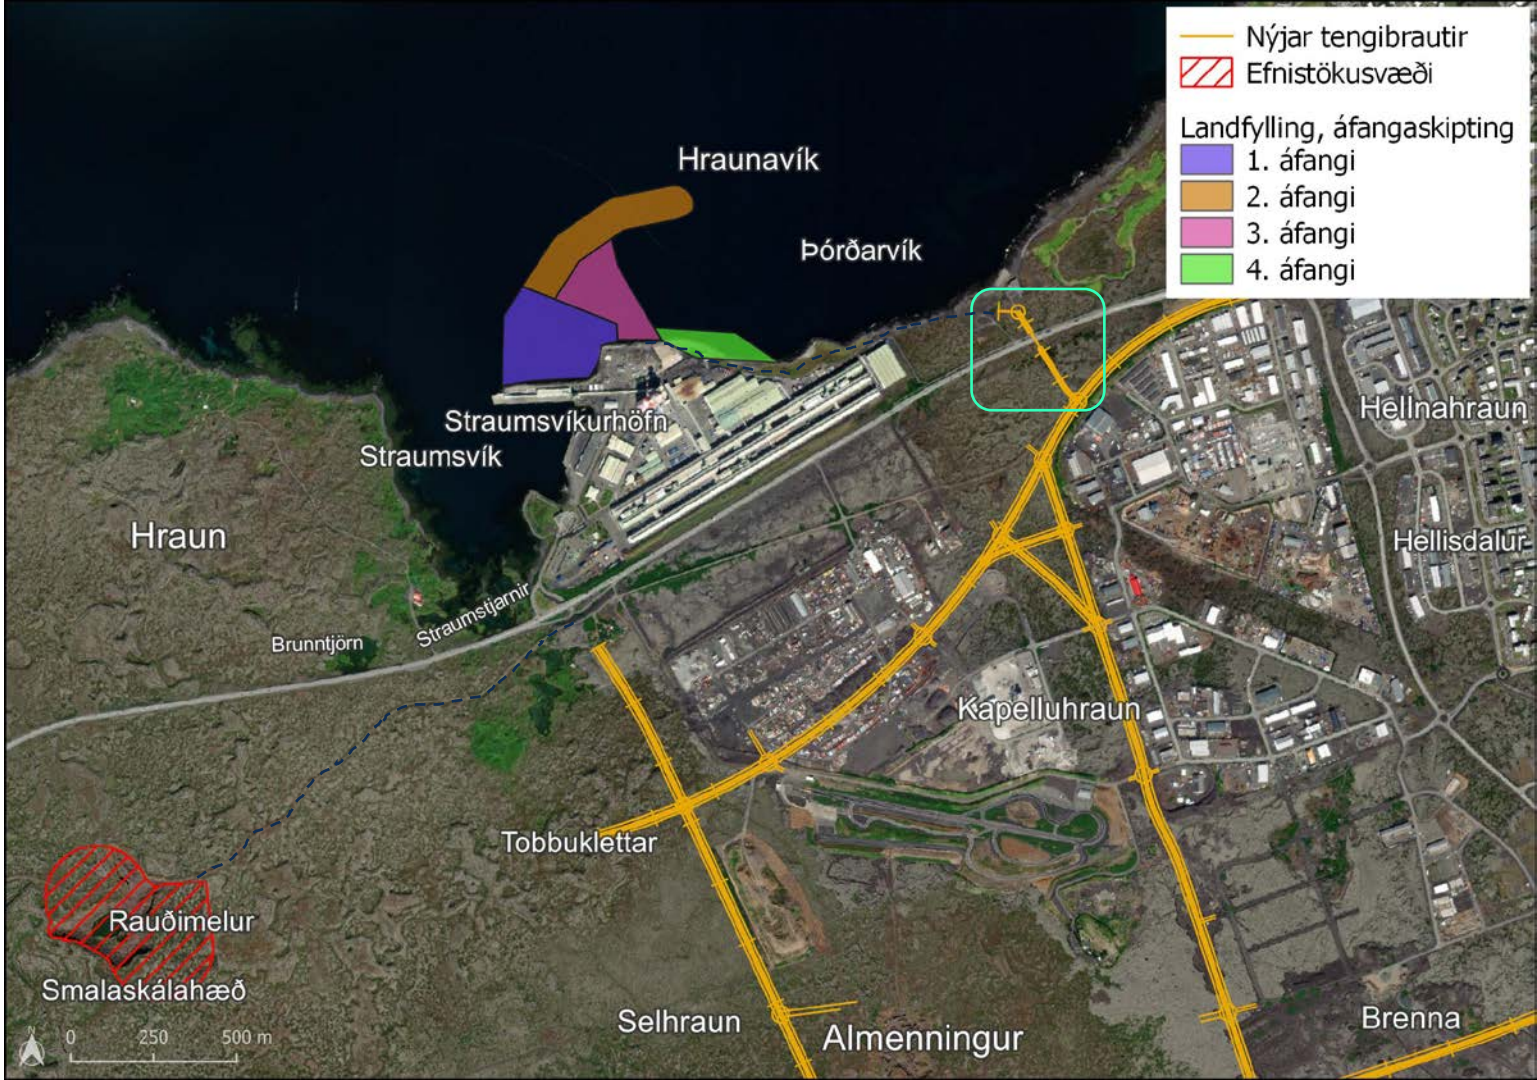 Nýjar tengibrautir
Efnistökusvæði
Landfylling, áfangaskipting
1. áfangi
2. áfangi
3. áfangi
4. áfangi
Hraunavík
Þórðarvík
Straumsvíkurhöfn
Straumsvík
Hellnahraun
Hraun
Hellisdalur
Straumstjarnir
Brunntjörn
Kapelluhraun
Tobbuklettar
Rauðimelur
Smalaskálahæð
Selhraun
Almenningur
Brenna
N
0 250 500 m